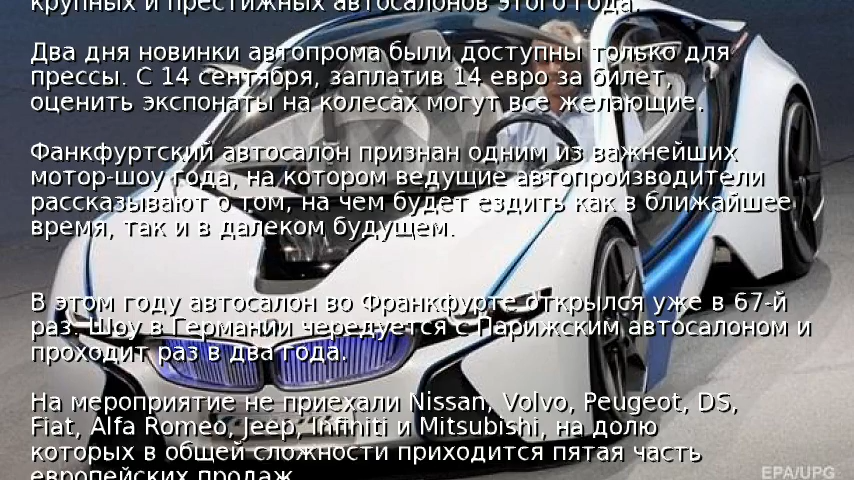 крупных и престижных автосалонов этого года.
Два дня новинки автопрома были доступны только для
прессы. С 14 сентября, заплатив 14 евро за билет,
оценить экспонаты на колесах могут все желающие.
Фанкфуртский автосалон признан одним из важнейших
мотор-шоу года, на котором ведущие автопроизводители
рассказывают о том, на чем будет ездить как в ближайшее
время, так и в далеком будущем.
В этом году автосалон во Франкфурте открылся уже в 67-й
раз. Шоу в Германии чередуется с Парижским автосалоном и
проходит раз в два года.
На мероприятие не приехали Nissan, Volvo, Peugeot, DS,
Fiat, Alfa Romeo, Jeep, Infiniti и Mitsubishi, на долю
которых в общей сложности приходится пятая часть
европейских продаж.
EPA/UPG